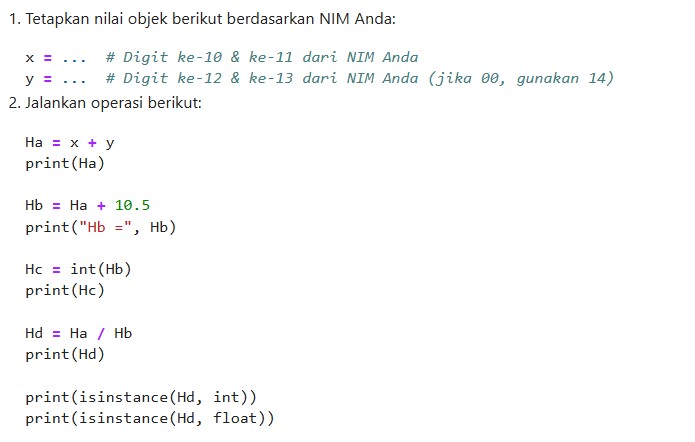 1. Tetapkan nilai objek berikut berdasarkan NIM Anda:
x = ... # Digit ke-10 & ke-11 dari NIM Anda
y = ... # Digit ke-12 & ke-13 dari NIM Anda (jika 00, gunakan 14)
2. Jalankan operasi berikut:
Ha = x + y
print(Ha)
Hb = Ha + 10.5
print("Hb =", Hb)
Hc = int(Hb)
print(Hc)
Hd = Ha / Hb
print(Hd)
print(isinstance(Hd, int))
print(isinstance(Hd, float))